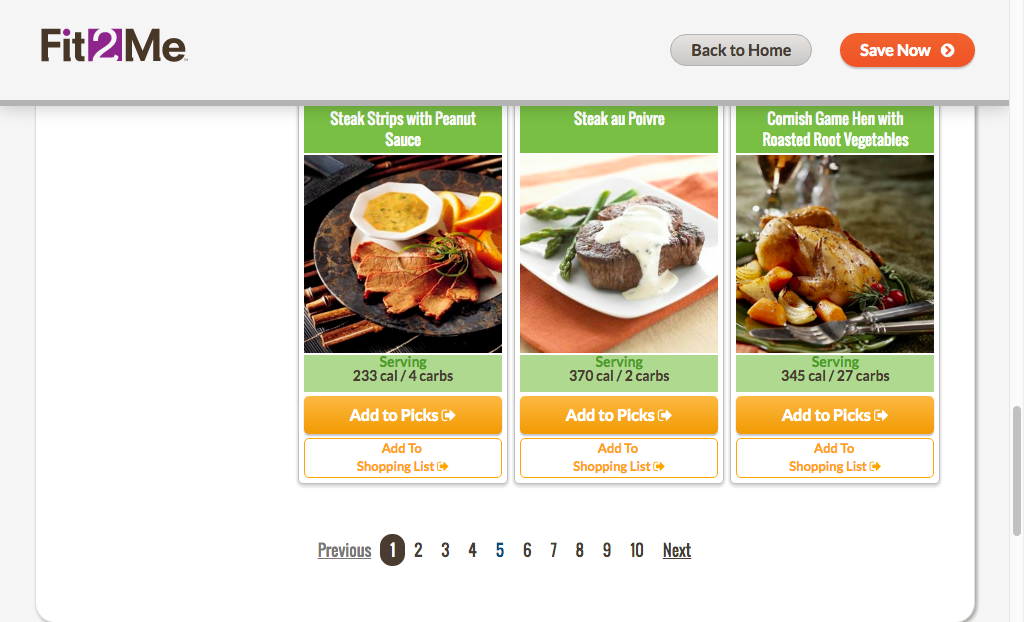 Fit2Me
Back to Home
Save Now
Steak Strips with Peanut
Sauce
Steak au Poivre
Cornish Game Hen with
Roasted Root Vegetables
Serving
233 cal / 4 carbs
Serving
370 cal / 2 carbs
Serving
345 cal / 27 carbs
Add to Picks
Add to Picks
Add to Picks
Add To
Shopping List
Add To
Shopping List
Add To
Shopping List
Previous 1 2 3 4 5 6 7 8 9 10 Next